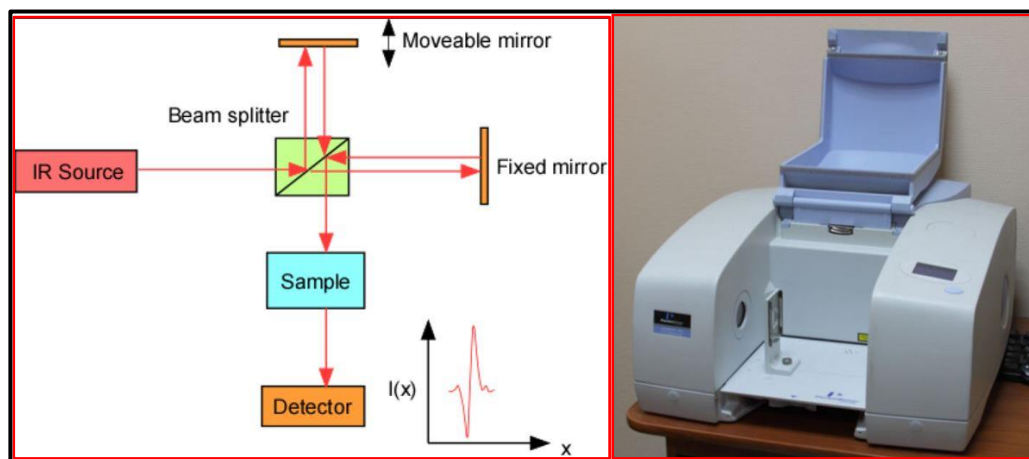 Moveable mirror
Beam splitter
IR Source
Fixed mirror
Sample
Detector
I(x)
x